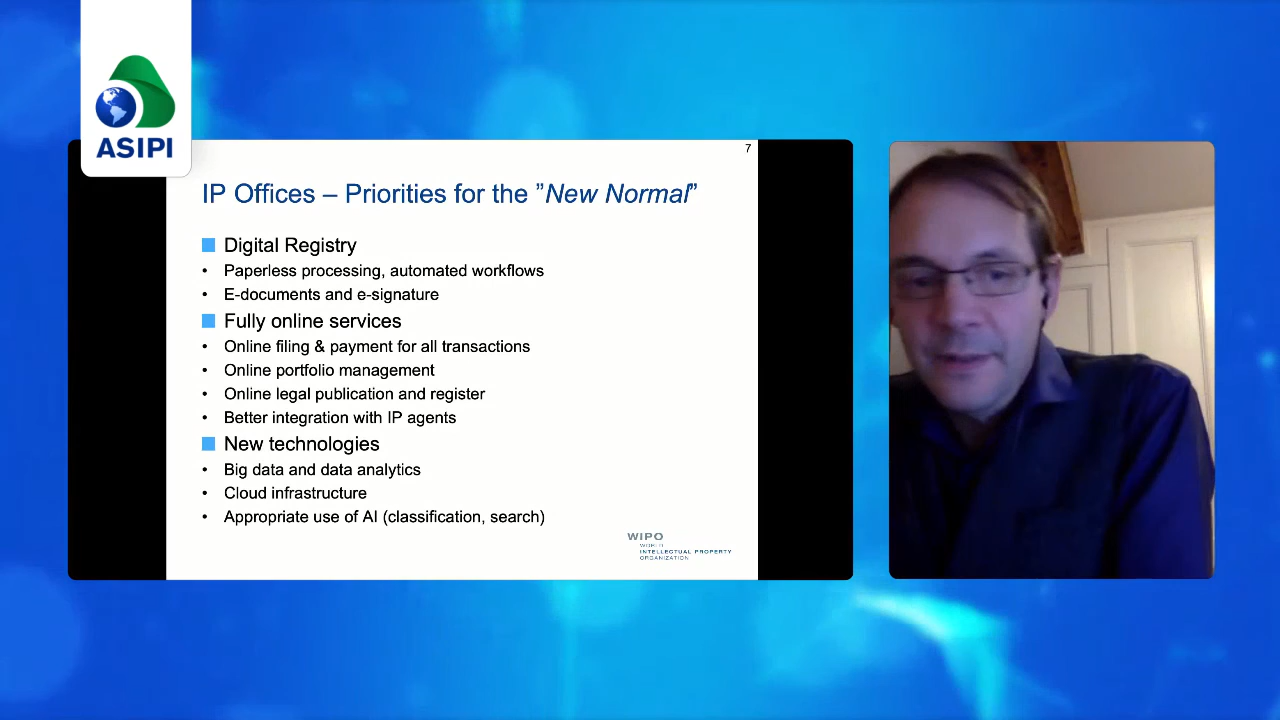 ASIPI
7
IP Offices – Priorities for the ”New Normal”
Digital Registry
• Paperless processing, automated workflows
• E-documents and e-signature
Fully online services
• Online filing & payment for all transactions
• Online portfolio management
• Online legal publication and register
• Better integration with IP agents
New technologies
• Big data and data analytics
• Cloud infrastructure
• Appropriate use of AI (classification, search)
WIPO
WORLD
INTELLECTUAL PROPERTY
ORGANIZATION